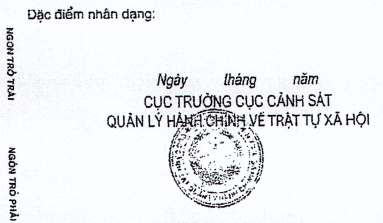 Đặc điểm nhân dạng:
NGÓN TRỎ TRÁI
Ngày tháng năm
CỤC TRƯỞNG CỤC CẢNH SÁT
QUẢN LÝ HÀNH CHÍNH VỀ TRẬT TỰ XÃ HỘI
NGÓN TRỎ PHẢI